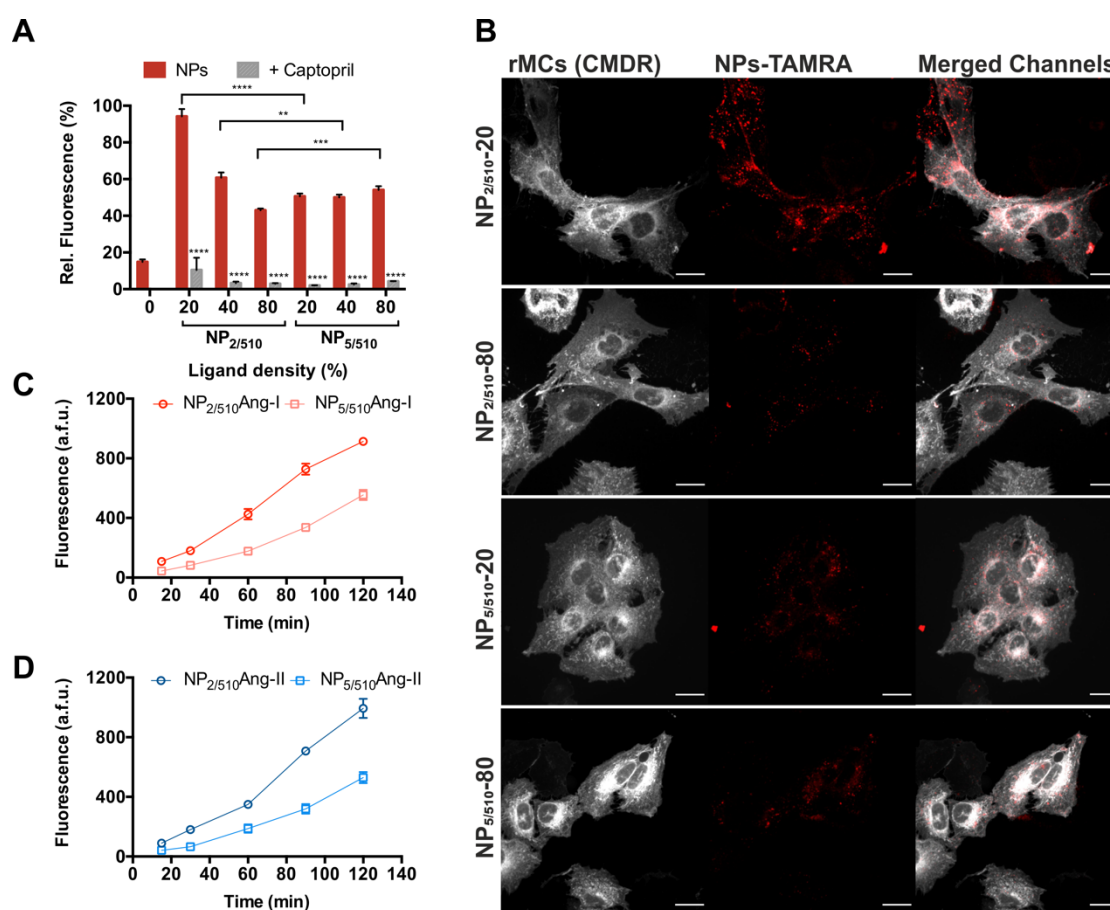 A
NPs + Captopril
Rel. Fluorescence (%)
100
80
60
40
20
0
****
**
***
**** **** **** **** **** ****
0 20 40 80 20 40 80
NP2/510 NP5/510
Ligand density (%)
B
rMCs (CMDR) NPs-TAMRA Merged Channels
NP2/510-20
NP2/510-80
NP5/510-20
NP5/510-80
C
NP2/510Ang-I NP5/510Ang-I
Fluorescence (a.f.u.)
1200
800
400
0
0 20 40 60 80 100 120 140
Time (min)
D
NP2/510Ang-II NP5/510Ang-II
Fluorescence (a.f.u.)
1200
800
400
0
0 20 40 60 80 100 120 140
Time (min)